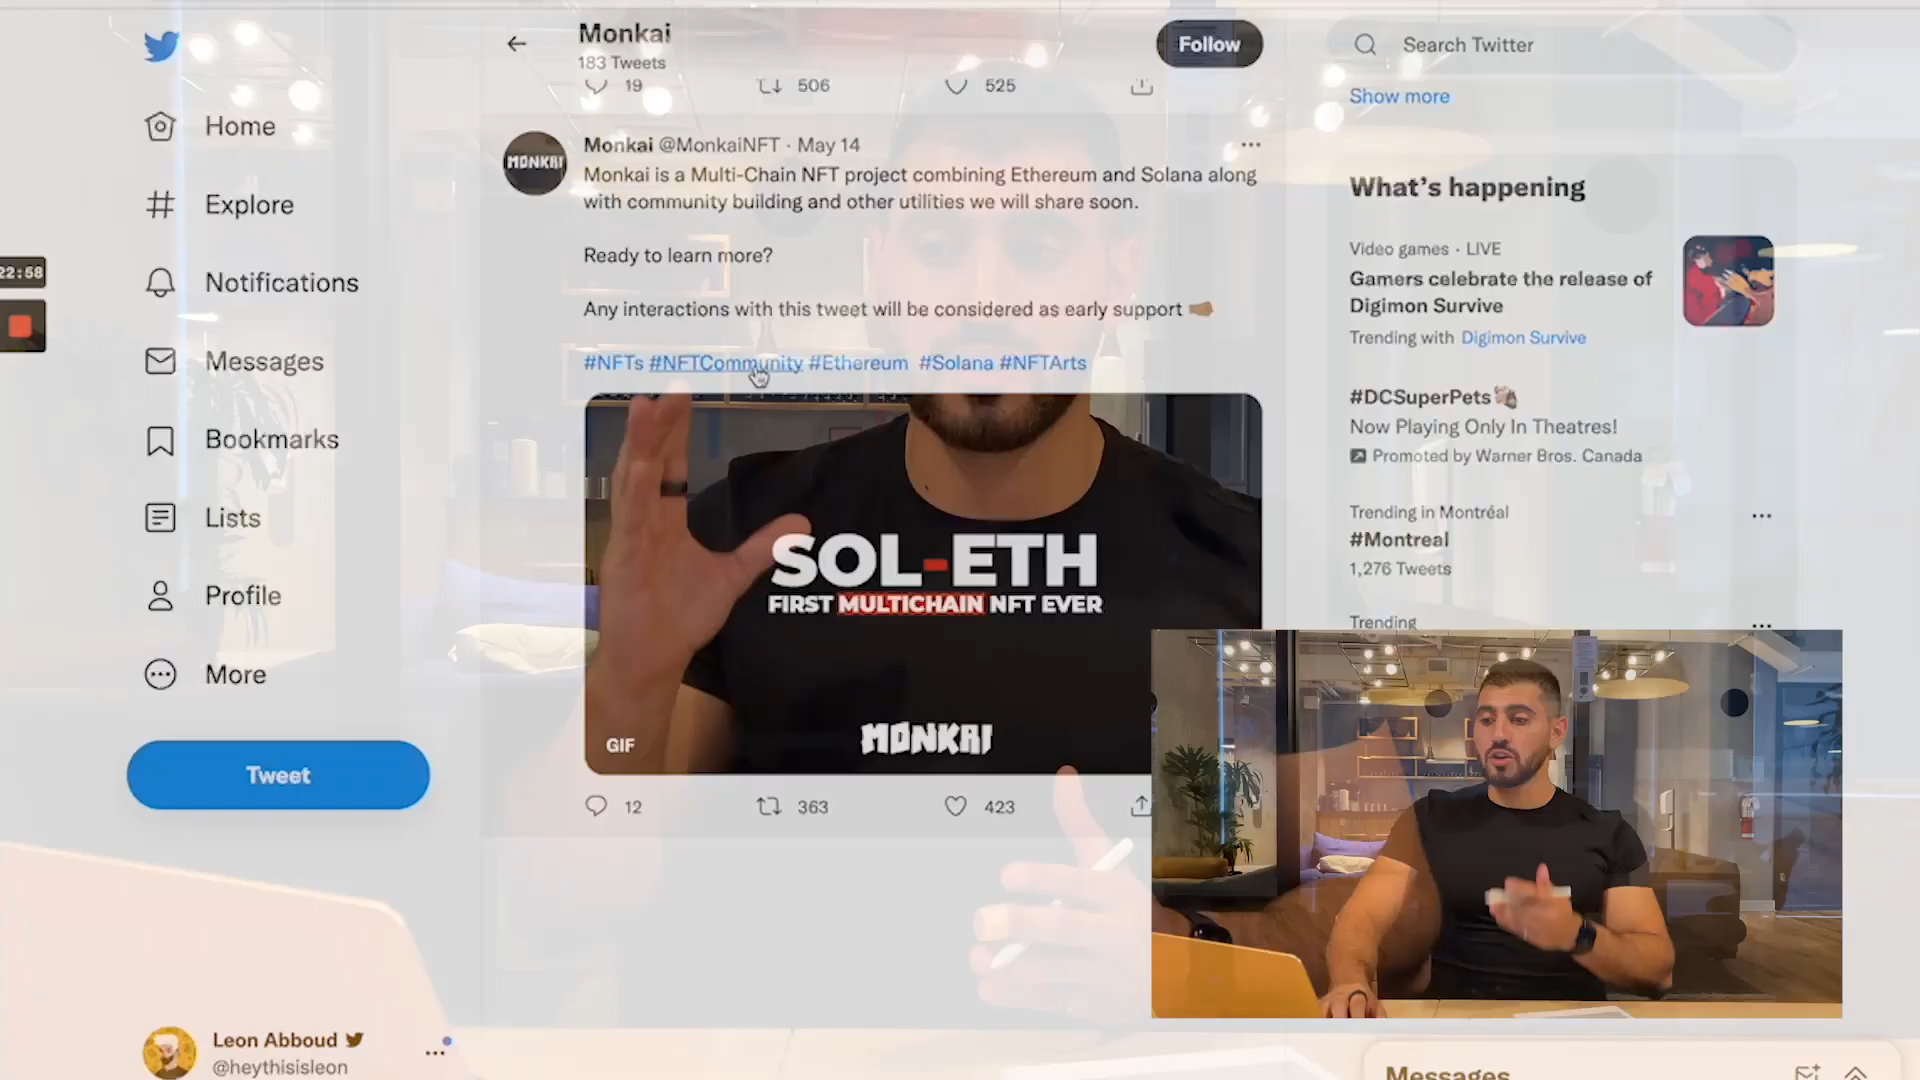 Monkai
183 Tweets
Follow
Search Twitter
19
506
525
Show more
Home
Explore
Notifications
Messages
Bookmarks
Lists
Profile
More
Tweet
Leon Abboud
@heythisisleon
22:58
MONKAI
Monkai @MonkaiNFT · May 14
Monkai is a Multi-Chain NFT project combining Ethereum and Solana along
with community building and other utilities we will share soon.
Ready to learn more?
Any interactions with this tweet will be considered as early support
#NFTs #NFTCommunity #Ethereum #Solana #NFTArts
SOL-ETH
FIRST MULTICHAIN NFT EVER
MONKAI
GIF
12
363
423
What's happening
Video games · LIVE
Gamers celebrate the release of
Digimon Survive
Trending with Digimon Survive
#DCSuperPets
Now Playing Only In Theatres!
Promoted by Warner Bros. Canada
Trending in Montréal
#Montreal
1,276 Tweets
Trending
Messages